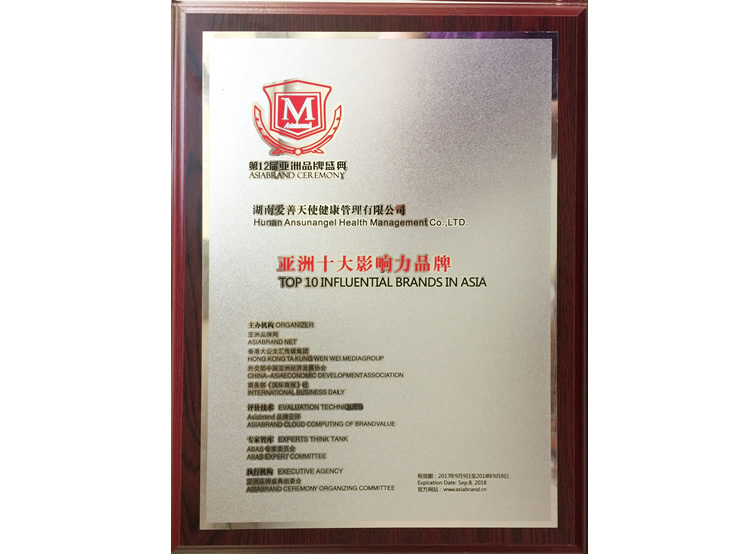 M
Asiabrand
第12届亚洲品牌盛典
ASIABRAND CEREMONY
湖南爱善天使健康管理有限公司
Hunan Ansunangel Health Management Co.,LTD.
亚洲十大影响力品牌
TOP 10 INFLUENTIAL BRANDS IN ASIA
主办机构 ORGANIZER
亚洲品牌网
ASIABRAND NET
香港大公文汇传媒集团
HONG KONG TA KUNG WEN WEI MEDIA GROUP
外交部中国亚洲经济发展协会
CHINA-ASIAECONOMIC DEVELOPMENT ASSOCIATION
商务部《国际商报》社
INTERNATIONAL BUSINESS DAILY
评价技术 EVALUATION TECHNIQUES
Asiabrand 品牌云评
ASIABRAND CLOUD COMPUTING OF BRANDVALUE
专家智库 EXPERTS THINK TANK
ABAS专家委员会
ABAS EXPERT COMMITTEE
执行机构 EXECUTIVE AGENCY
亚洲品牌盛典组委会
ASIABRAND CEREMONY ORGANIZING COMMITTEE
有效期：2017年9月9日至2018年9月8日
Expiration Date: Sep.8, 2018
官方网站：www.asiabrand.cn